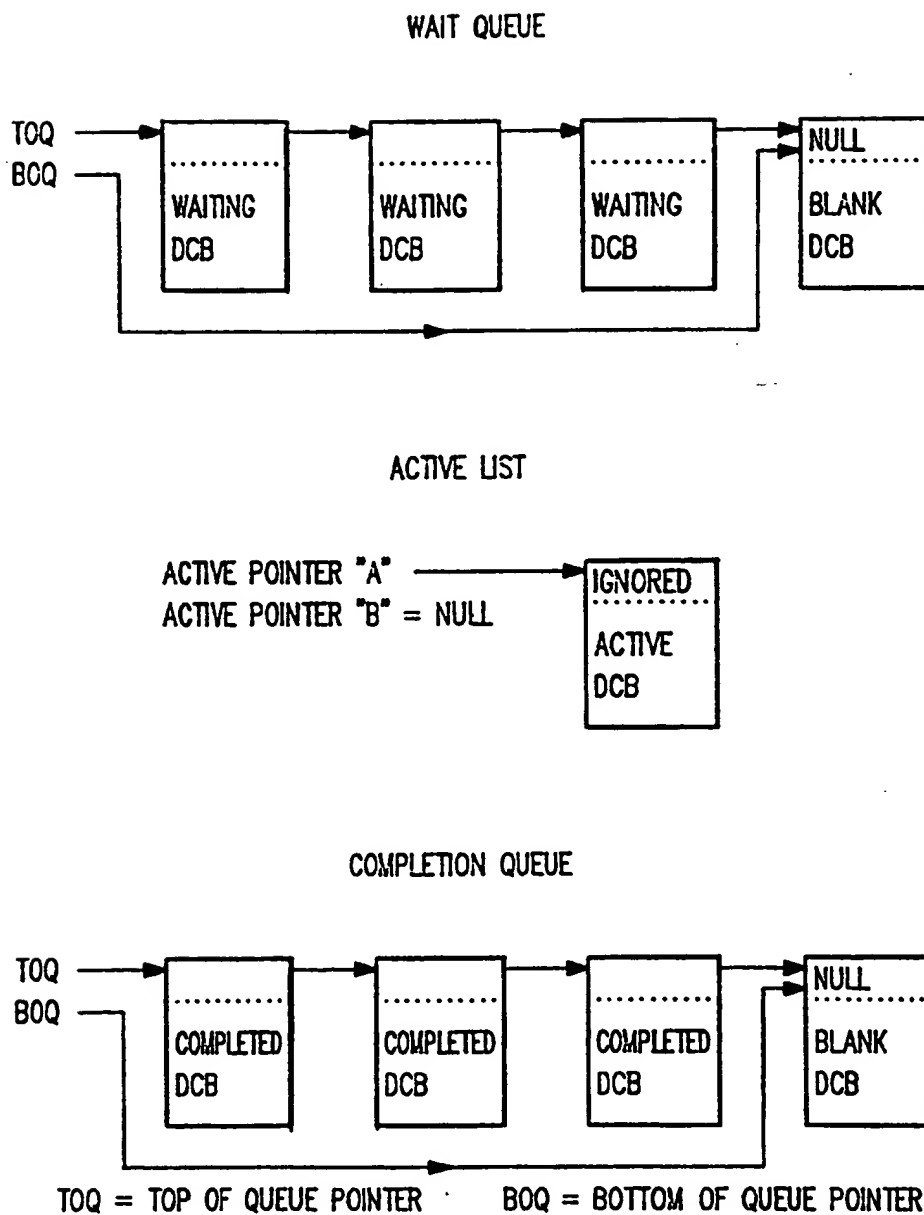 WAIT QUEUE
TOQ
BOQ
WAITING
DCB
WAITING
DCB
WAITING
DCB
NULL
BLANK
DCB
ACTIVE LIST
ACTIVE POINTER "A"
ACTIVE POINTER "B" = NULL
IGNORED
ACTIVE
DCB
COMPLETION QUEUE
TOQ
BOQ
COMPLETED
DCB
COMPLETED
DCB
COMPLETED
DCB
NULL
BLANK
DCB
TOQ = TOP OF QUEUE POINTER
BOQ = BOTTOM OF QUEUE POINTER